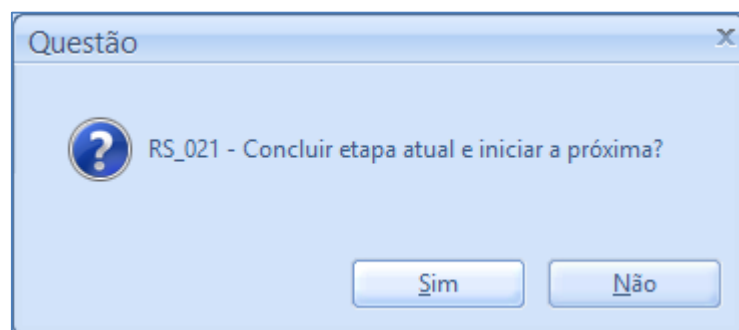 Questão
x
RS_021 - Concluir etapa atual e iniciar a próxima?
Sim Não